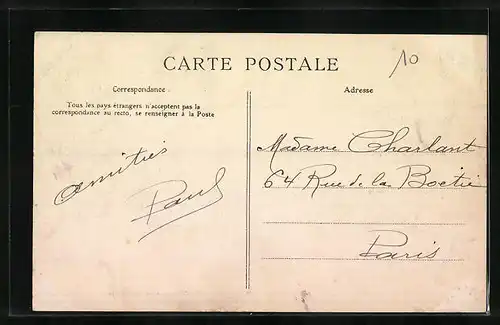 10
CARTE POSTALE
Correspondance
Tous les pays étrangers n'acceptent pas la
correspondance au recto, se renseigner à la Poste
Amitiés
Paul
Adresse
Madame Charlant
64 Rue de la Boetie
Paris